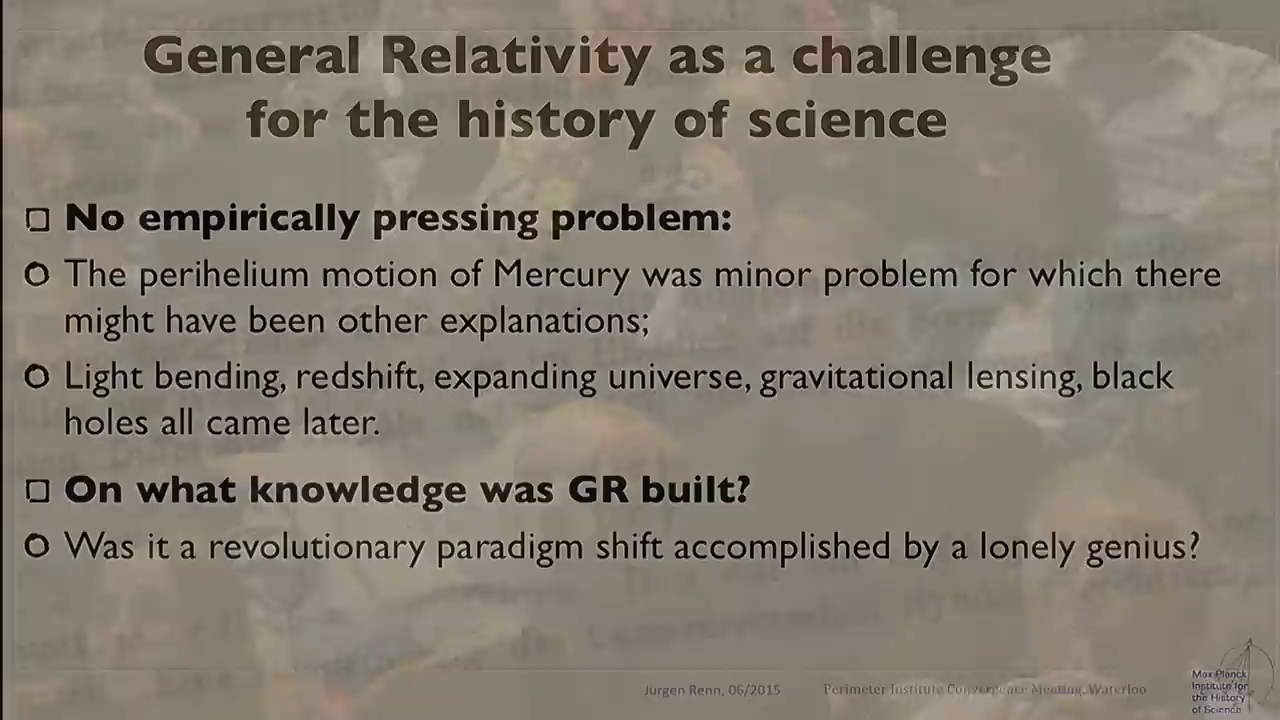 General Relativity as a challenge
for the history of science
No empirically pressing problem:
The perihelium motion of Mercury was minor problem for which there
might have been other explanations;
Light bending, redshift, expanding universe, gravitational lensing, black
holes all came later.
On what knowledge was GR built?
Was it a revolutionary paradigm shift accomplished by a lonely genius?
Jurgen Renn, 06/2015
Perimeter Institute Convergence Meeting, Waterloo
Max Planck
Institute for
the History
of Science